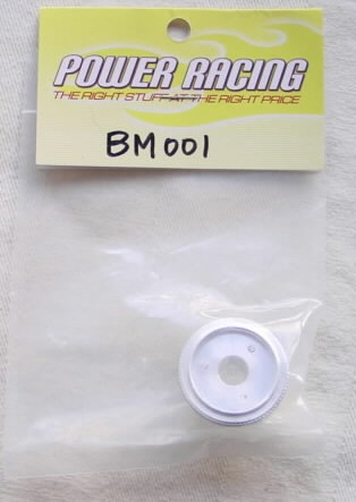 POWER RACING
THE RIGHT STUFF AT THE RIGHT PRICE
BM001